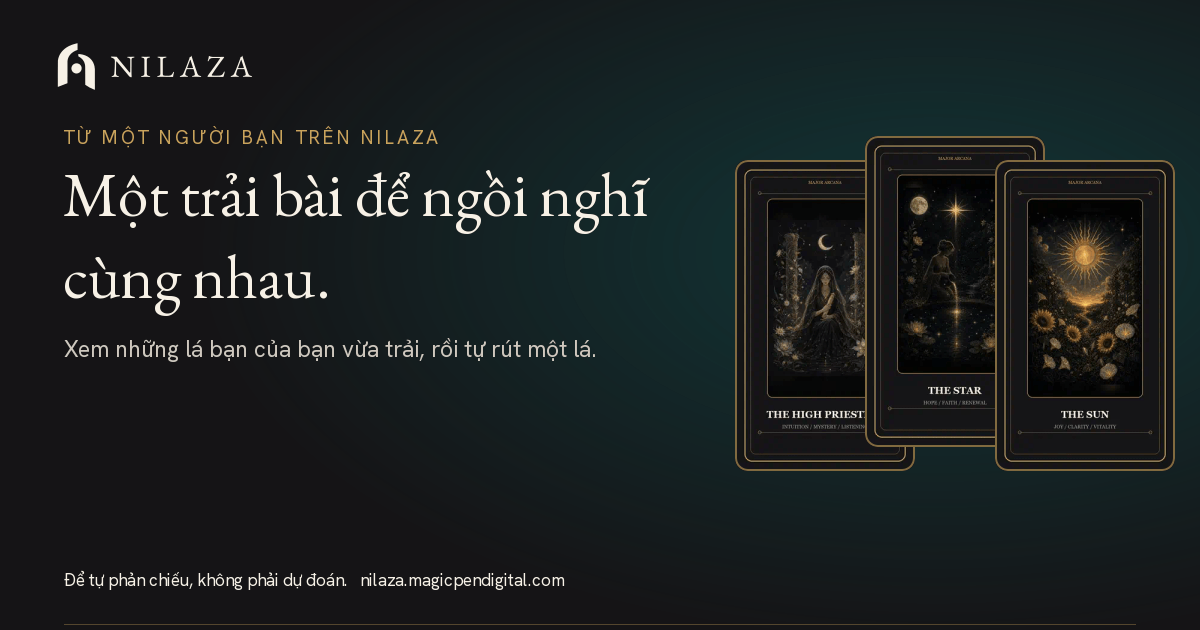 NILAZA
TỪ MỘT NGƯỜI BẠN TRÊN NILAZA
Một trải bài để ngồi nghĩ
cùng nhau.
Xem những lá bạn của bạn vừa trải, rồi tự rút một lá.
MAJOR ARCANA
THE HIGH PRIEST
INTUITION / MYSTERY / LISTENING
MAJOR ARCANA
THE STAR
HOPE / FAITH / RENEWAL
MAJOR ARCANA
THE SUN
JOY / CLARITY / VITALITY
Để tự phản chiếu, không phải dự đoán. nilaza.magicpendigital.com